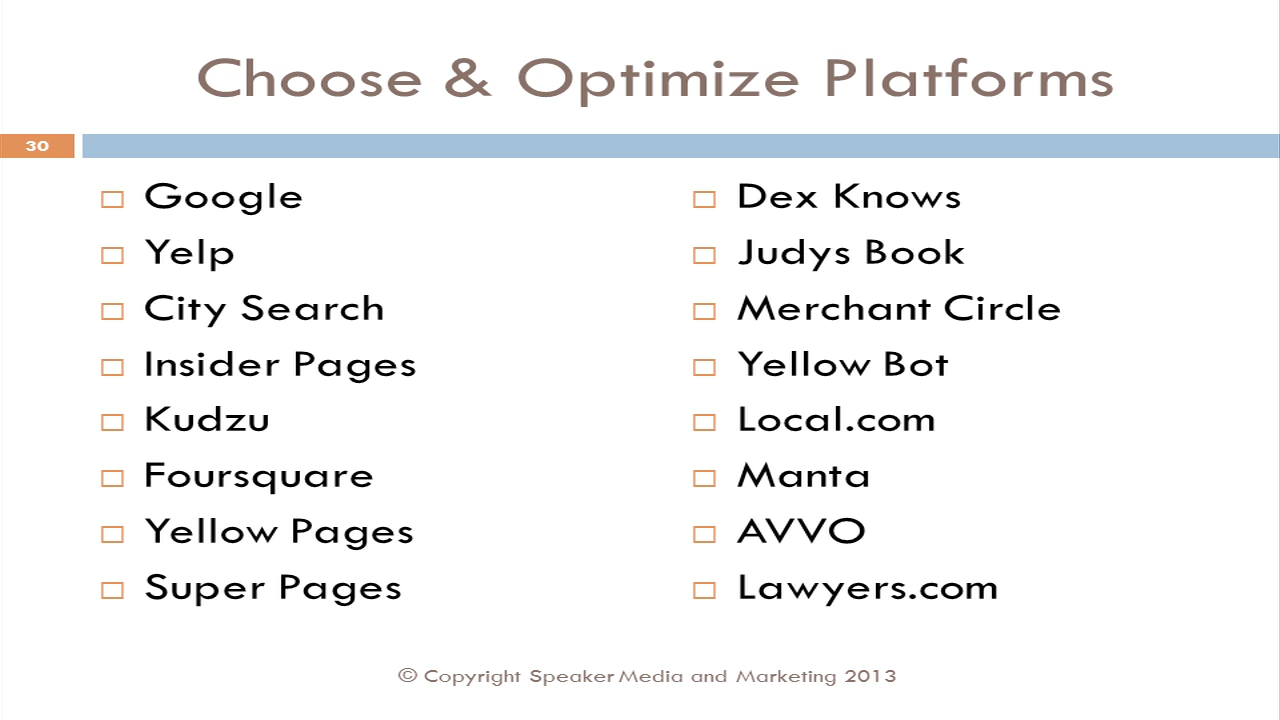 Choose & Optimize Platforms
30
Google
Yelp
City Search
Insider Pages
Kudzu
Foursquare
Yellow Pages
Super Pages
Dex Knows
Judys Book
Merchant Circle
Yellow Bot
Local.com
Manta
AVVO
Lawyers.com
© Copyright Speaker Media and Marketing 2013